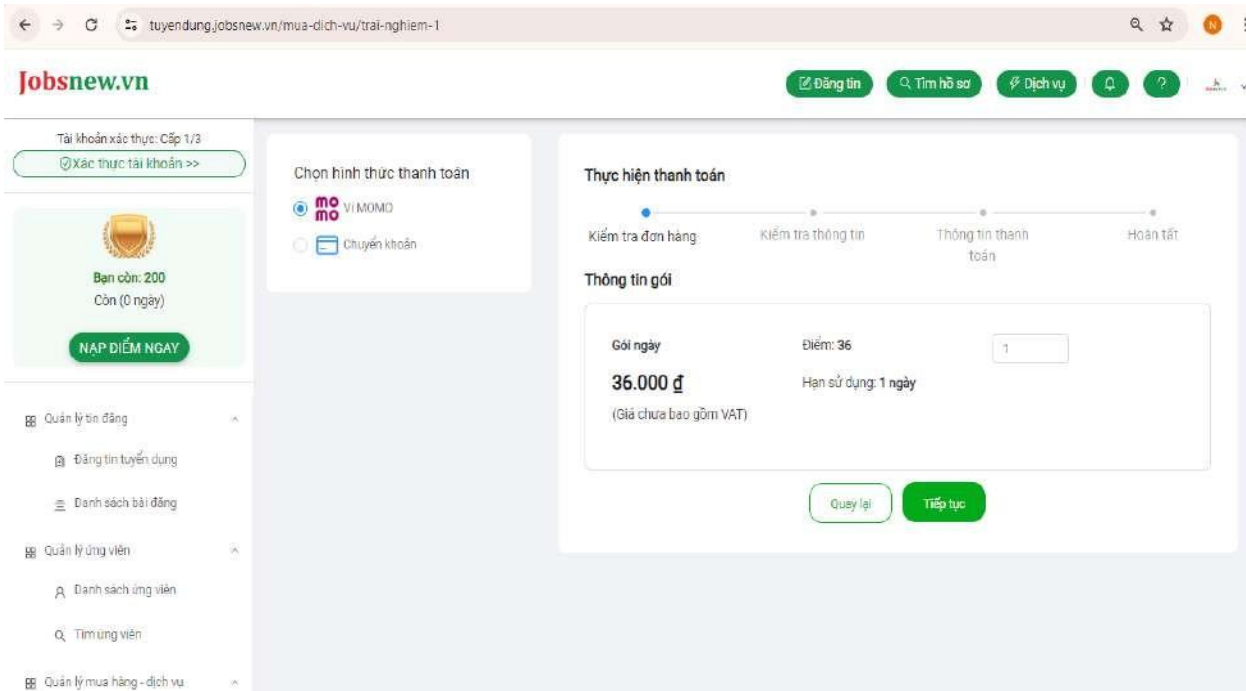 tuyendung.jobsnew.vn/mua-dich-vu/trai-nghiem-1
Jobsnew.vn
Đăng tin
Tìm hồ sơ
Dịch vụ
Tài khoản xác thực: Cấp 1/3
Xác thực tài khoản >>
Bạn còn: 200
Còn (0 ngày)
NẠP ĐIỂM NGAY
Quản lý tin đăng
Đăng tin tuyển dụng
Danh sách bài đăng
Quản lý ứng viên
Danh sách ứng viên
Tìm ứng viên
Quản lý mua hàng - dịch vụ
Chọn hình thức thanh toán
mo mo Ví MOMO
Chuyển khoản
Thực hiện thanh toán
Kiểm tra đơn hàng
Kiểm tra thông tin
Thông tin thanh
toán
Hoàn tất
Thông tin gói
Gói ngày
Điểm: 36
1
36.000 đ
Hạn sử dụng: 1 ngày
(Giá chưa bao gồm VAT)
Quay lại
Tiếp tục
N
?